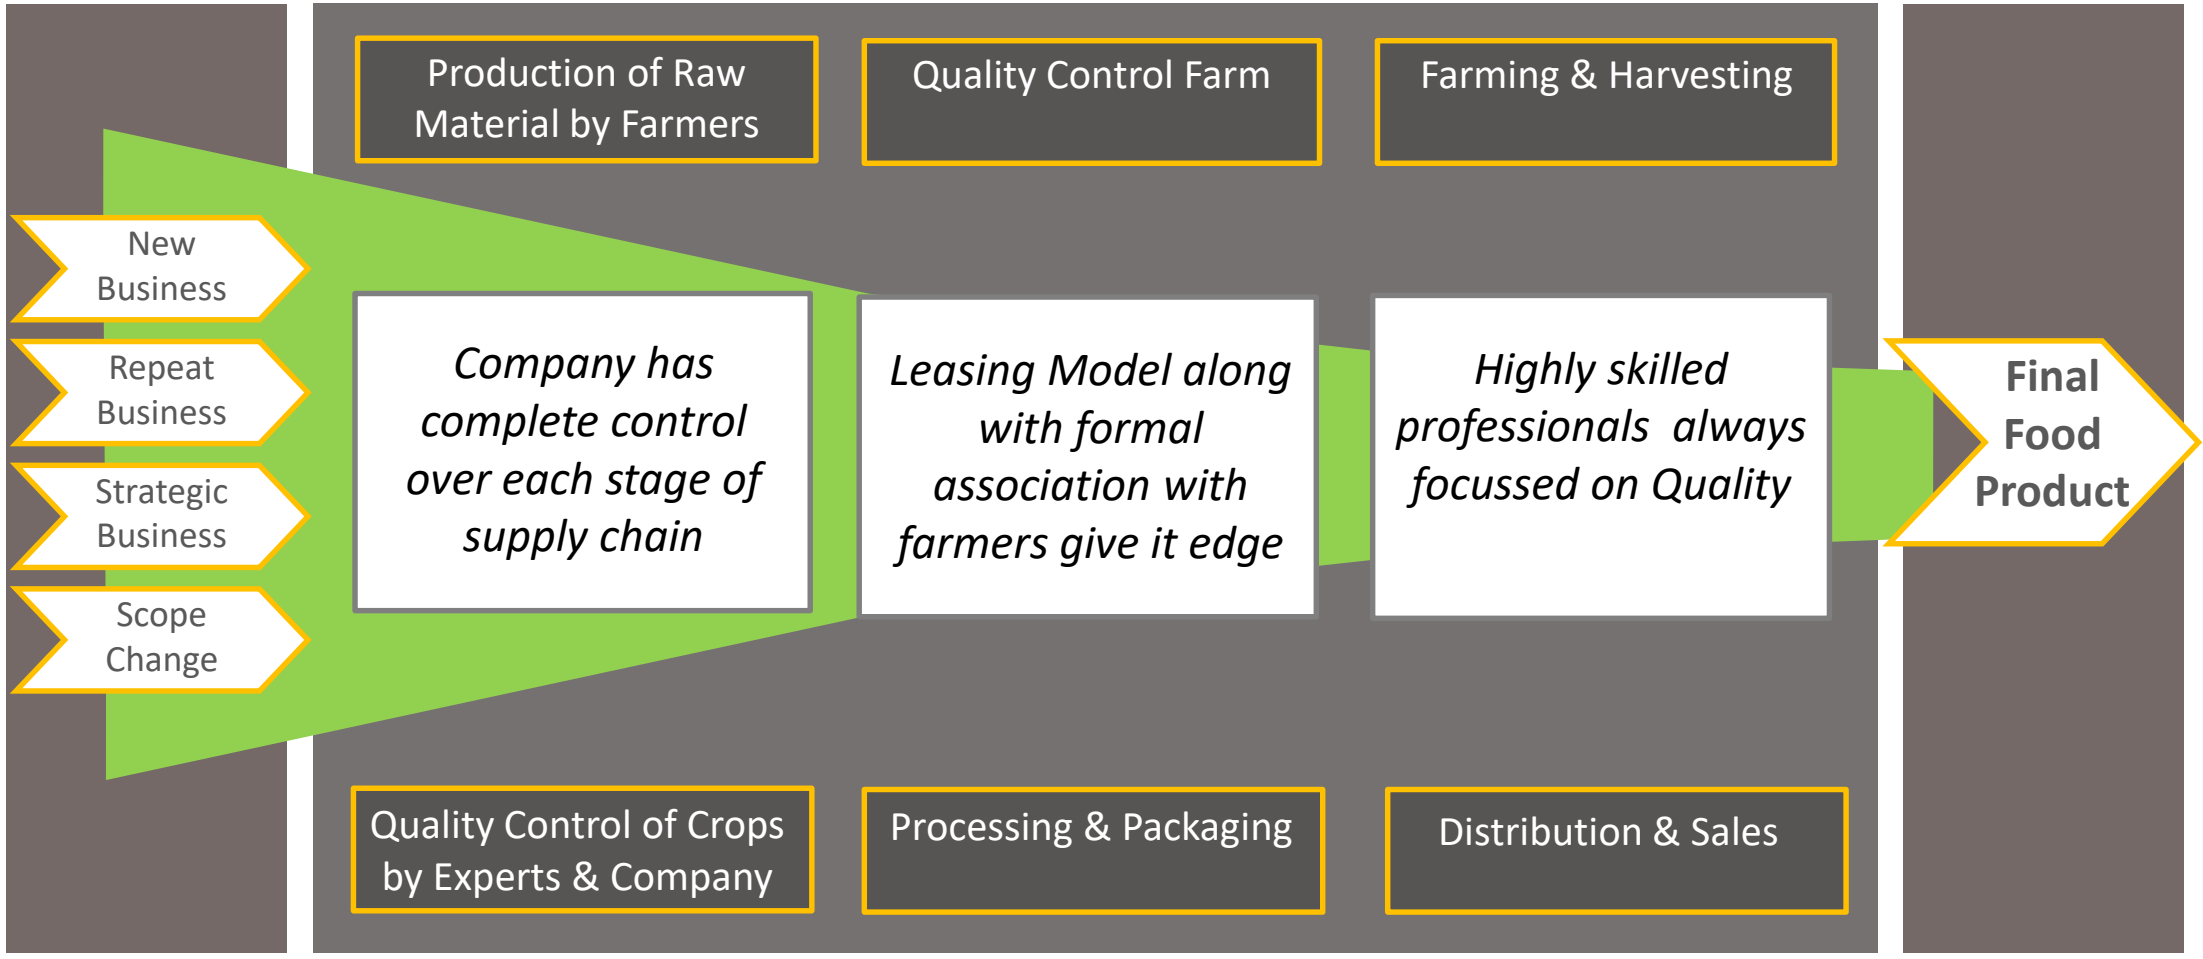 Production of Raw
Material by Farmers
Quality Control Farm
Farming & Harvesting
New
Business
Repeat
Business
Strategic
Business
Scope
Change
Company has
complete control
over each stage of
supply chain
Leasing Model along
with formal
association with
farmers give it edge
Highly skilled
professionals  always
focussed on Quality
Final
Food
Product
Quality Control of Crops
by Experts & Company
Processing & Packaging
Distribution & Sales